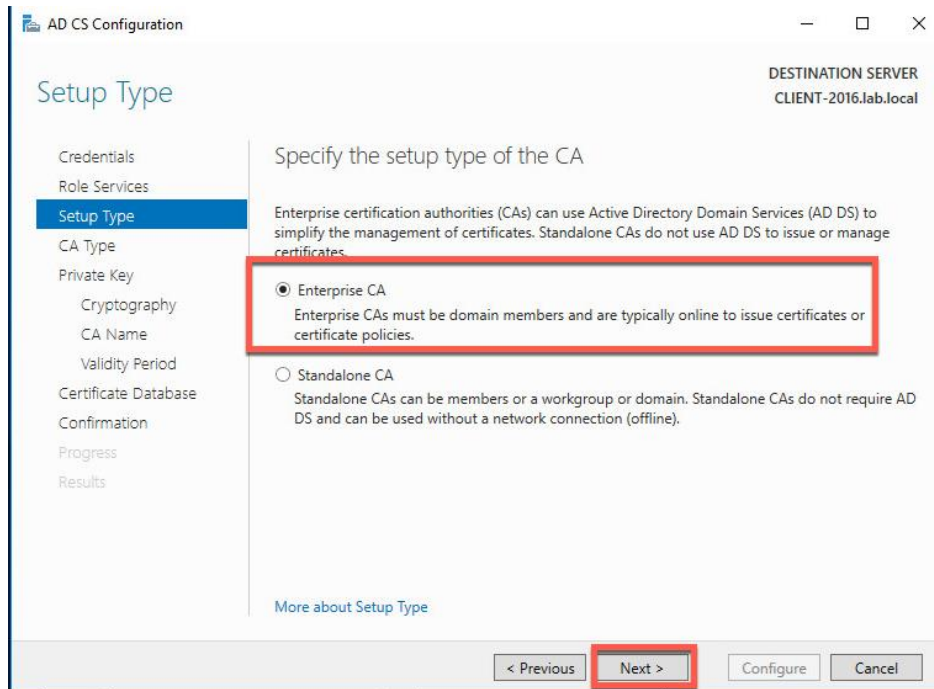 AD CS Configuration
DESTINATION SERVER
CLIENT-2016.lab.local
Setup Type
Credentials
Role Services
Setup Type
CA Type
Private Key
Cryptography
CA Name
Validity Period
Certificate Database
Confirmation
Progress
Results
Specify the setup type of the CA
Enterprise certification authorities (CAs) can use Active Directory Domain Services (AD DS) to
simplify the management of certificates. Standalone CAs do not use AD DS to issue or manage
certificates.
Enterprise CA
Enterprise CAs must be domain members and are typically online to issue certificates or
certificate policies.
Standalone CA
Standalone CAs can be members or a workgroup or domain. Standalone CAs do not require AD
DS and can be used without a network connection (offline).
More about Setup Type
< Previous
Next >
Configure
Cancel